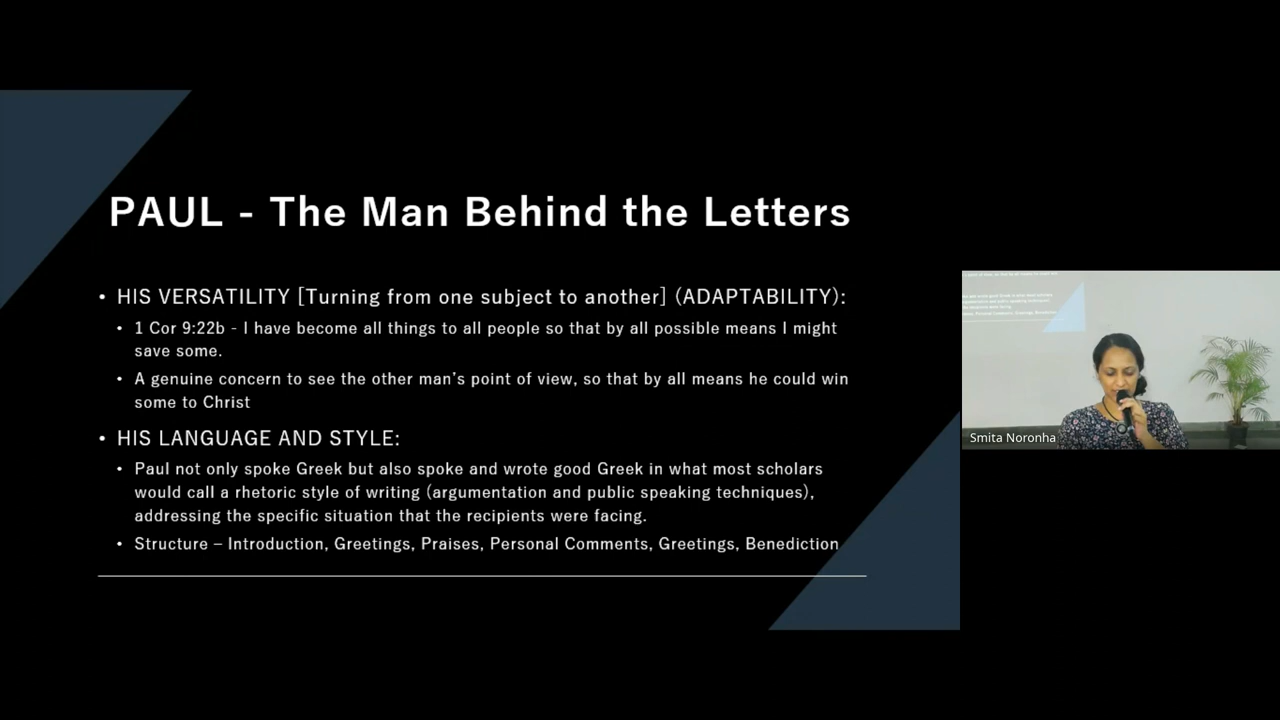 PAUL - The Man Behind the Letters
• HIS VERSATILITY [Turning from one subject to another] (ADAPTABILITY):
• 1 Cor 9:22b - I have become all things to all people so that by all possible means I might
save some.
• A genuine concern to see the other man's point of view, so that by all means he could win
some to Christ
• HIS LANGUAGE AND STYLE:
• Paul not only spoke Greek but also spoke and wrote good Greek in what most scholars
would call a rhetoric style of writing (argumentation and public speaking techniques),
addressing the specific situation that the recipients were facing.
• Structure – Introduction, Greetings, Praises, Personal Comments, Greetings, Benediction
Smita Noronha